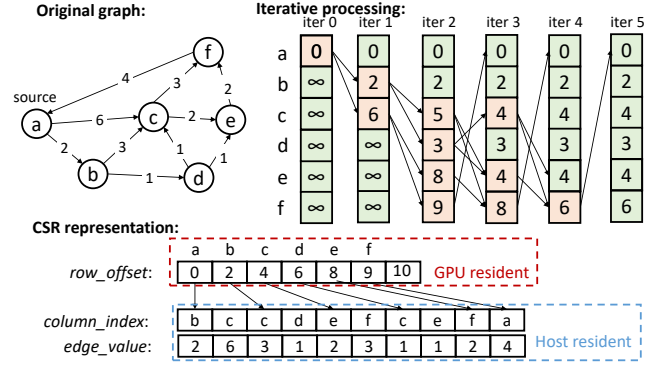 Original graph:
Iterative processing:
iter 0 iter 1 iter 2 iter 3 iter 4 iter 5
a 0 0 0 0 0 0
b ∞ 2 2 2 2 2
c ∞ 6 5 4 4 4
d ∞ ∞ 3 3 3 3
e ∞ ∞ 8 4 4 4
f ∞ ∞ 9 8 6 6
f
4 3 2
source
a 6 c 2 e
2 3 1 1
b 1 d
CSR representation:
a b c d e f
row_offset: 0 2 4 6 8 9 10 GPU resident
column_index: b c c d e f c e f a
Host resident
edge_value: 2 6 3 1 2 3 1 1 2 4